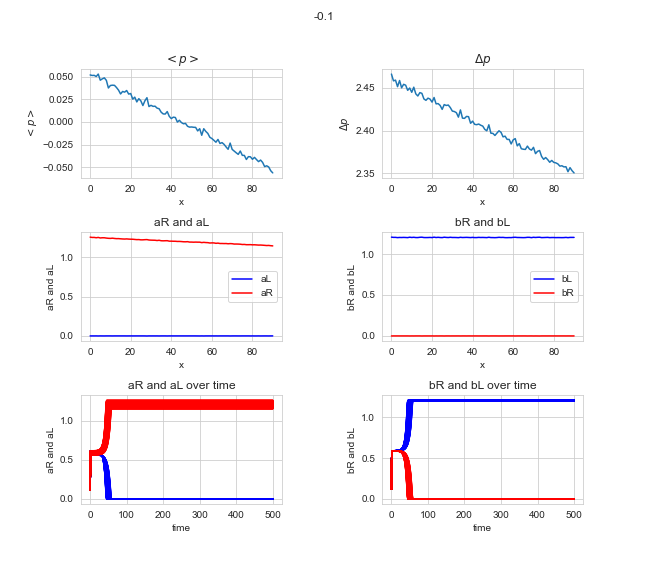 -0.1
< p >
Δp
0.050
0.025
0.000
−0.025
−0.050
< p >
0 20 40 60 80
x
2.45
2.40
2.35
Δp
0 20 40 60 80
x
aR and aL
bR and bL
1.0
0.5
0.0
aR and aL
aL
aR
0 20 40 60 80
x
1.0
0.5
0.0
bR and bL
bL
bR
0 20 40 60 80
x
aR and aL over time
bR and bL over time
1.0
0.5
0.0
aR and aL
0 100 200 300 400 500
time
1.0
0.5
0.0
bR and bL
0 100 200 300 400 500
time